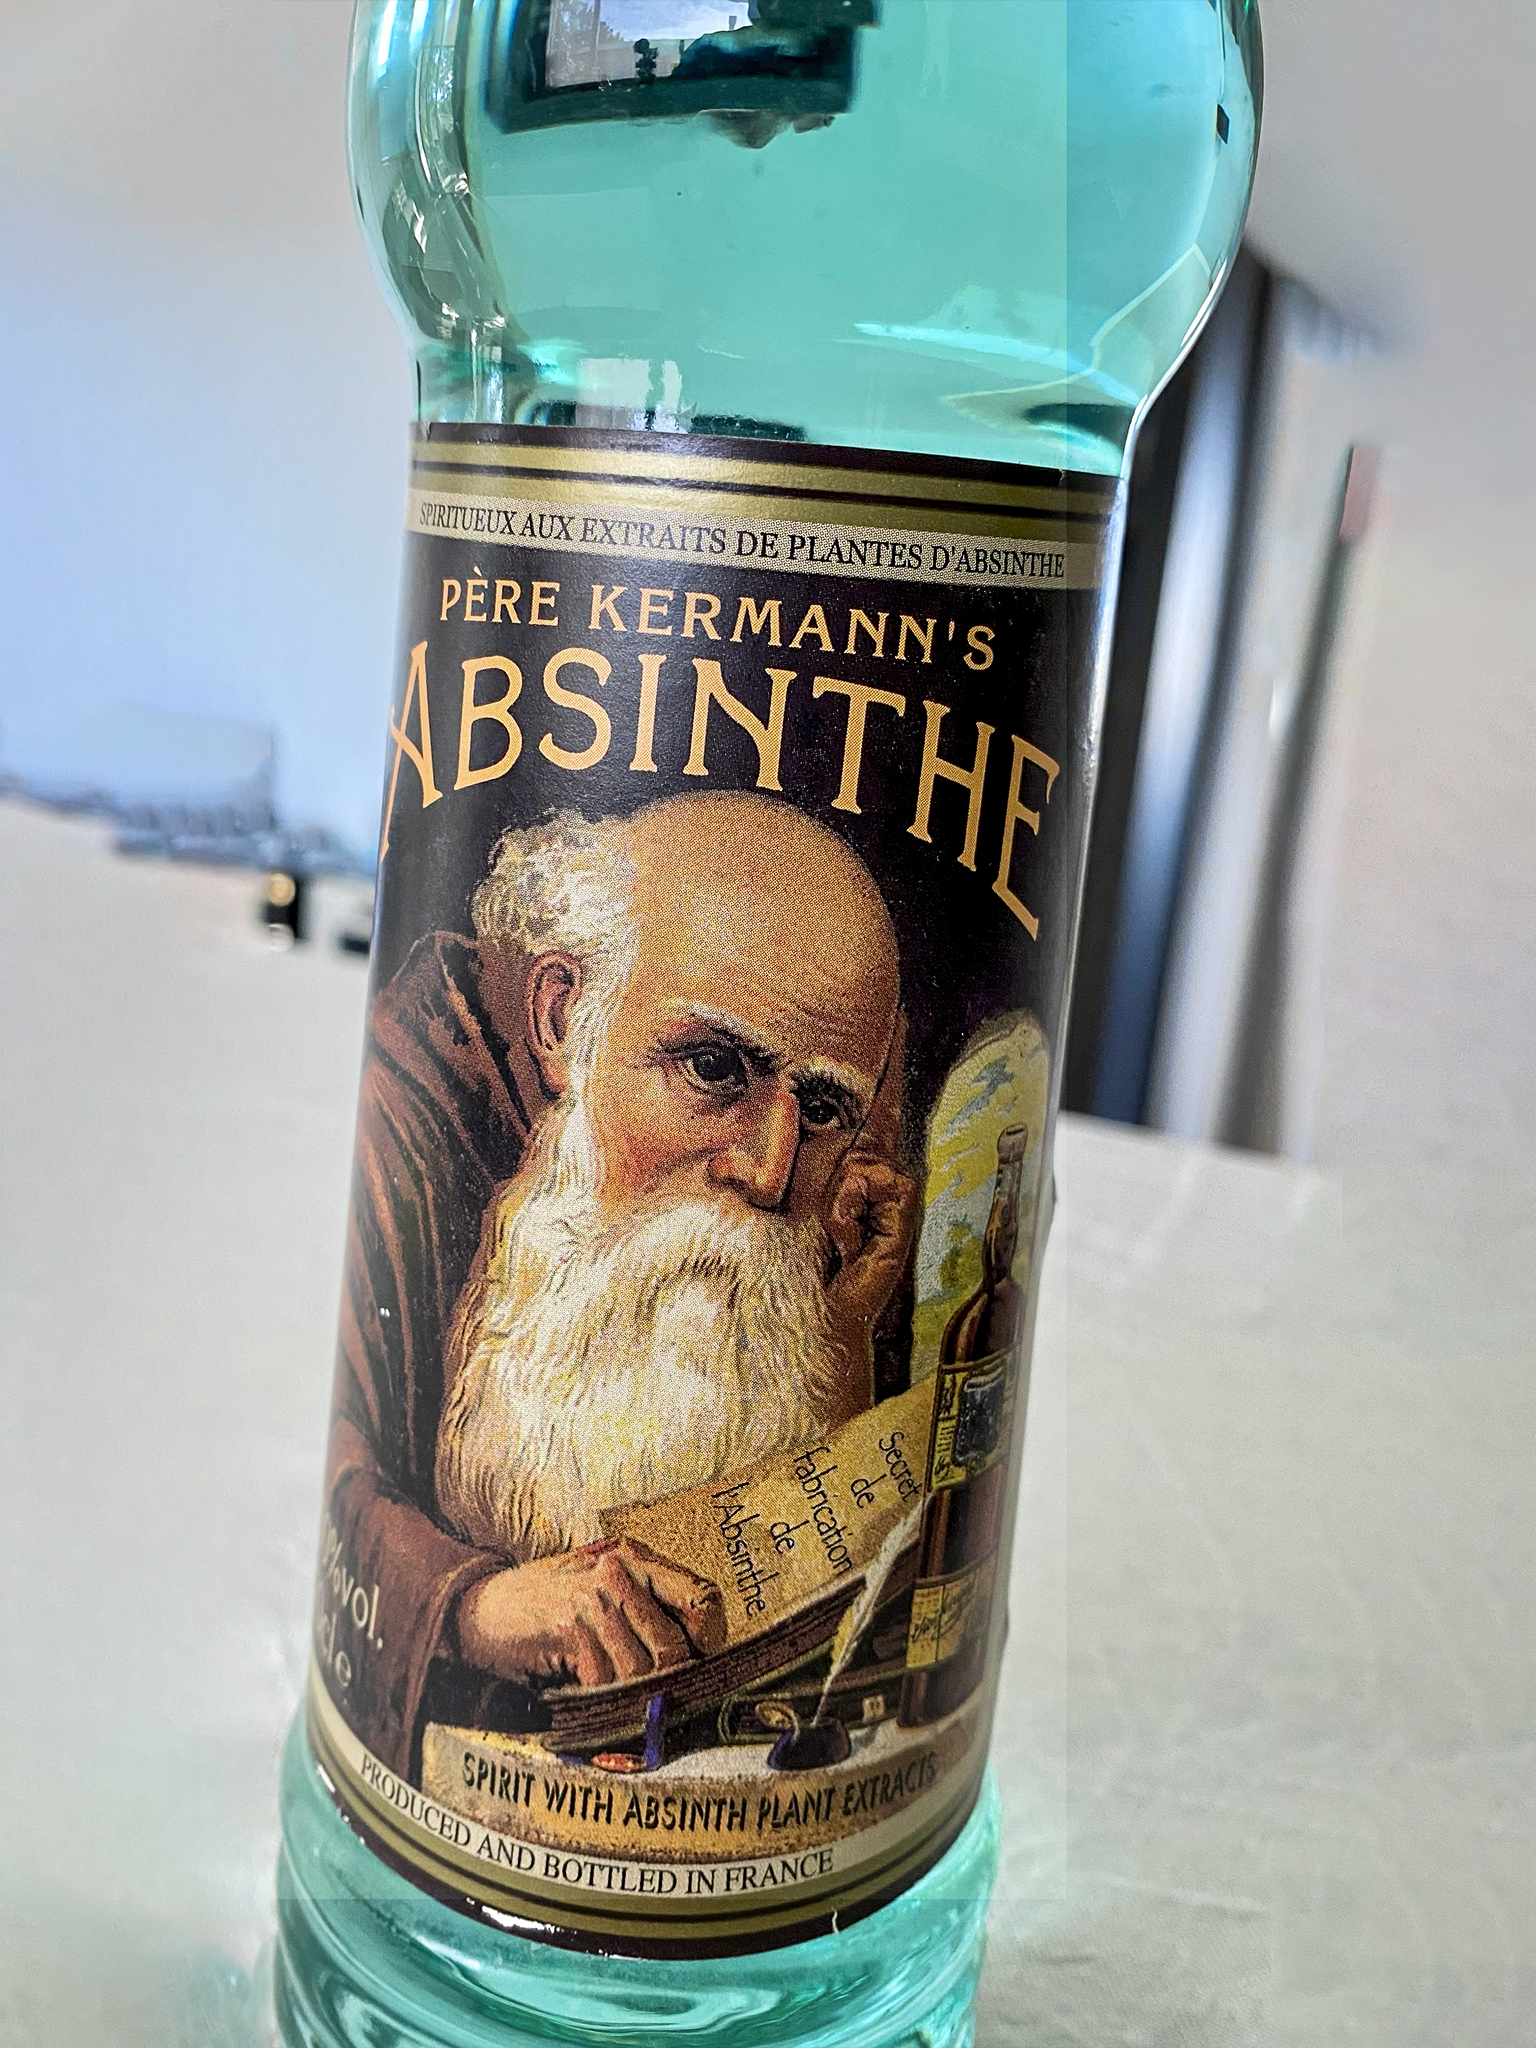 SPIRITUEUX AUX EXTRAITS DE PLANTES D'ABSINTHE
PÈRE KERMANN'S
ABSINTHE
Secret
de
fabrication
de
l'Absinthe
%vol.
SPIRIT WITH ABSINTH PLANT EXTRACTS
PRODUCED AND BOTTLED IN FRANCE